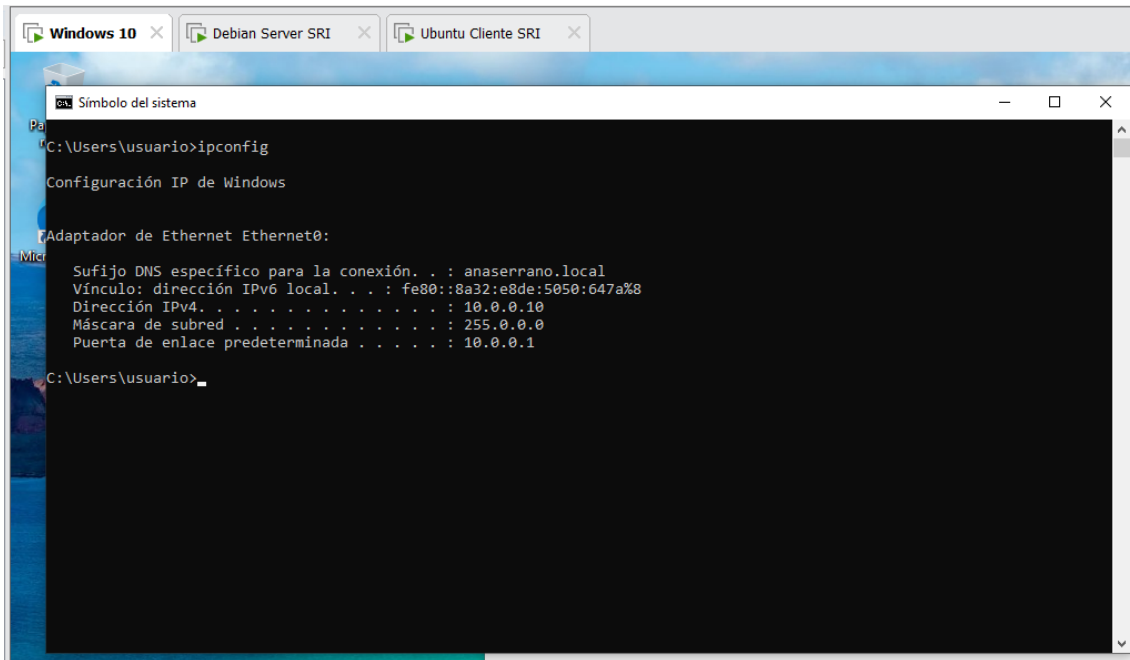 Windows 10
Debian Server SRI
Ubuntu Cliente SRI
Símbolo del sistema
C:\Users\usuario>ipconfig
Configuración IP de Windows
Adaptador de Ethernet Ethernet0:
Sufijo DNS específico para la conexión. . : anaserrano.local
Vínculo: dirección IPv6 local. . . : fe80::8a32:e8de:5050:647a%8
Dirección IPv4. . . . . . . . . . . . . . : 10.0.0.10
Máscara de subred . . . . . . . . . . . . : 255.0.0.0
Puerta de enlace predeterminada . . . . . : 10.0.0.1
C:\Users\usuario>